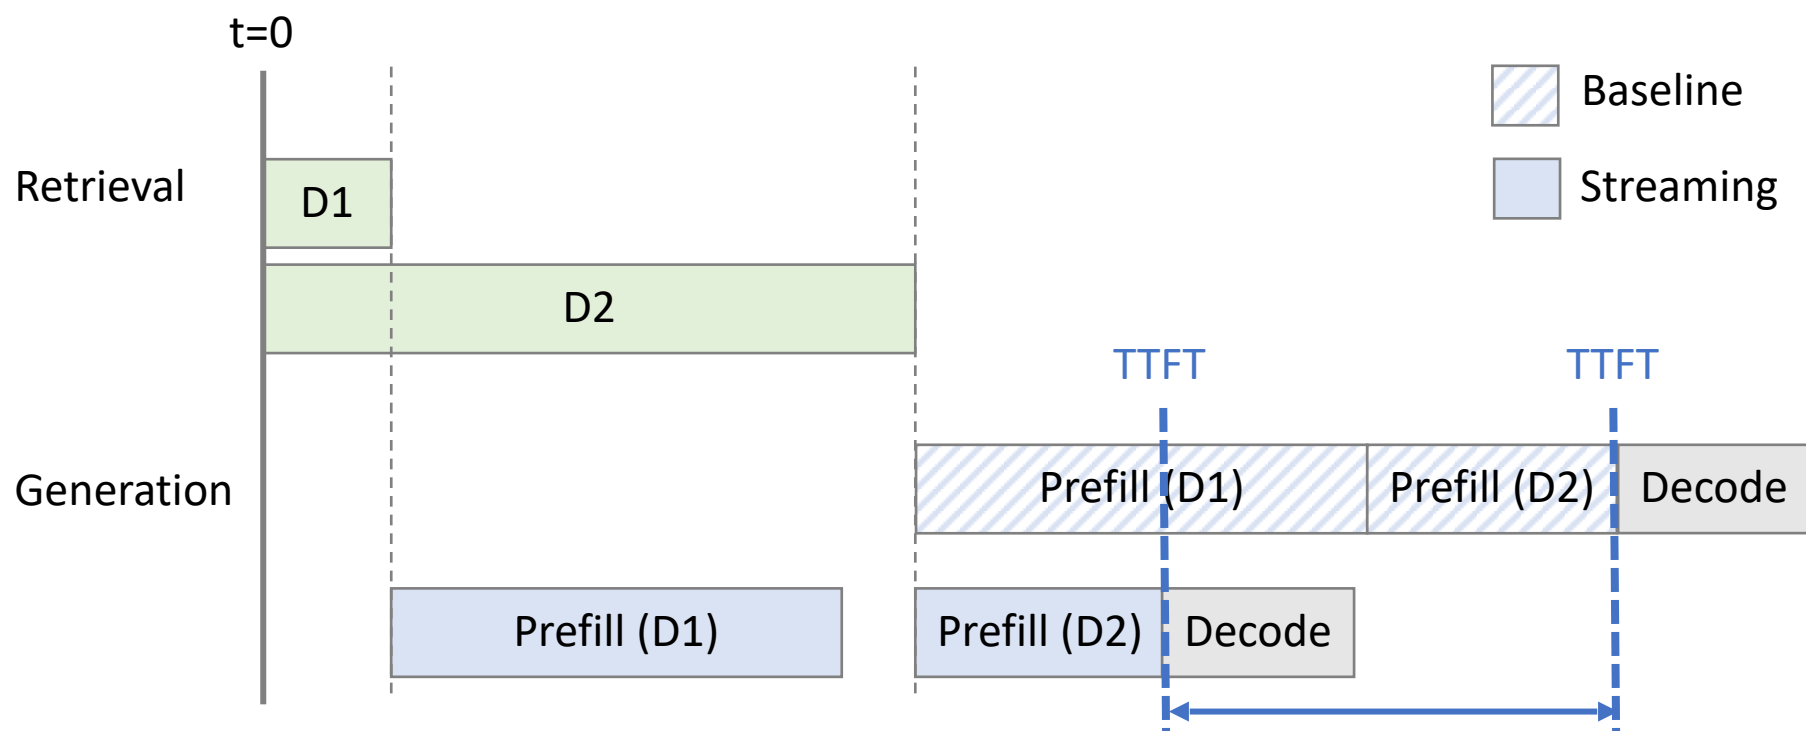 t=0
Baseline
Streaming
Retrieval
D1
D2
TTFT
TTFT
Generation
Prefill (D1)
Prefill (D2)
Decode
Prefill (D1)
Prefill (D2)
Decode